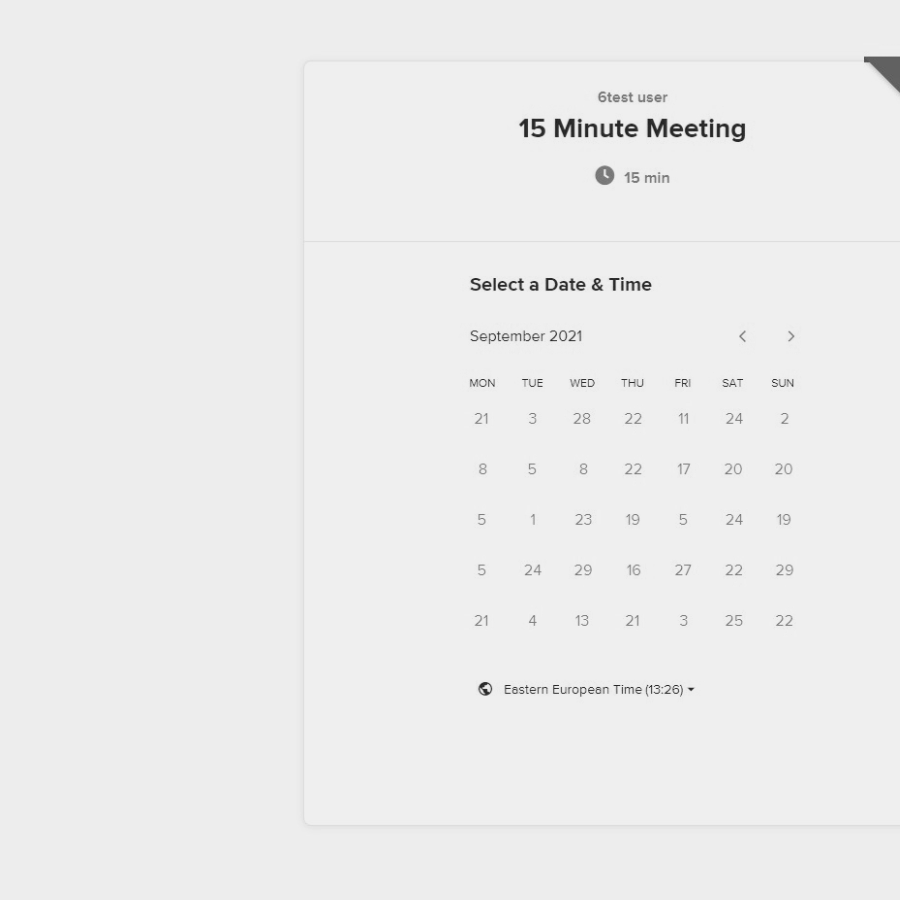 6test user
15 Minute Meeting
15 min
Select a Date & Time
September 2021
MON TUE WED THU FRI SAT SUN
21 3 28 22 11 24 2
8 5 8 22 17 20 20
5 1 23 19 5 24 19
5 24 29 16 27 22 29
21 4 13 21 3 25 22
Eastern European Time (13:26)